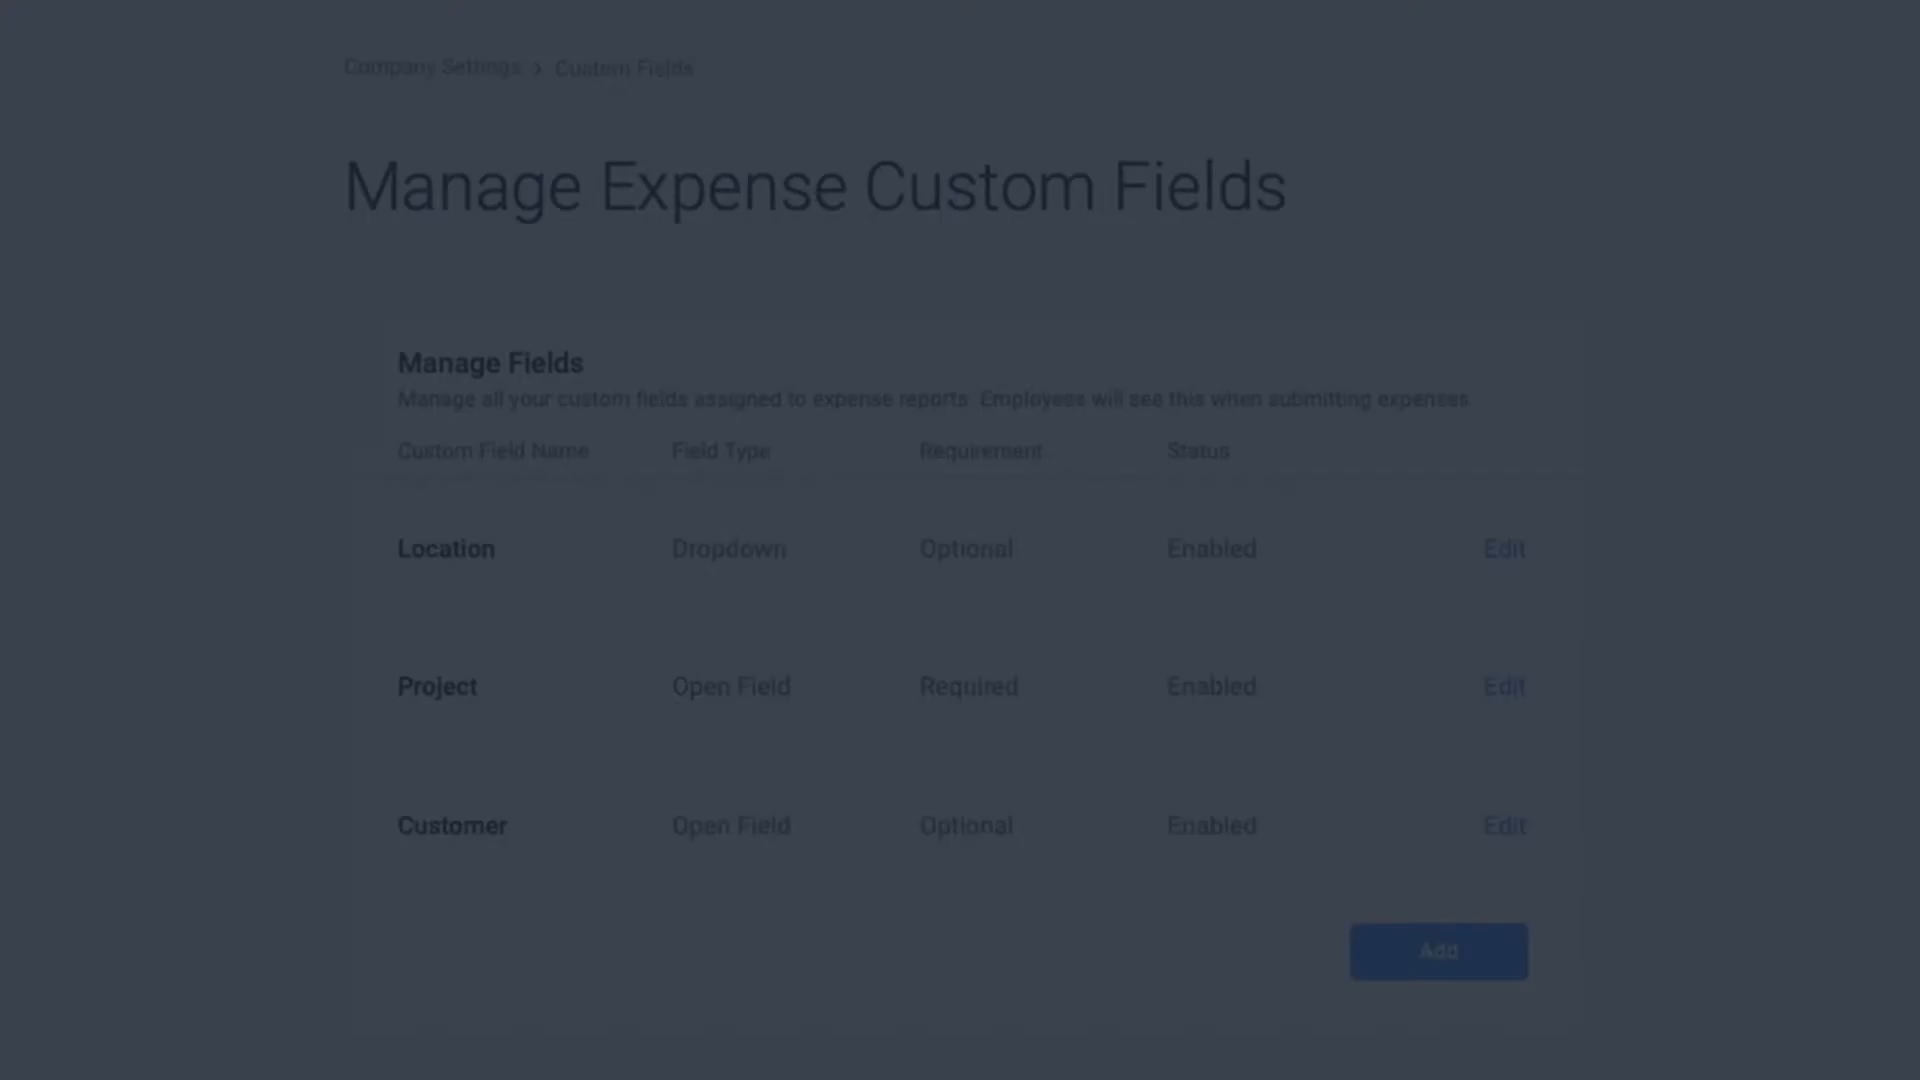 Company Settings › Custom Fields
Manage Expense Custom Fields
Manage Fields
Manage all your custom fields assigned to expense reports. Employees will see this when submitting expenses.
Custom Field Name Field Type Requirement Status
Location Dropdown Optional Enabled Edit
Project Open Field Required Enabled Edit
Customer Open Field Optional Enabled Edit
Add